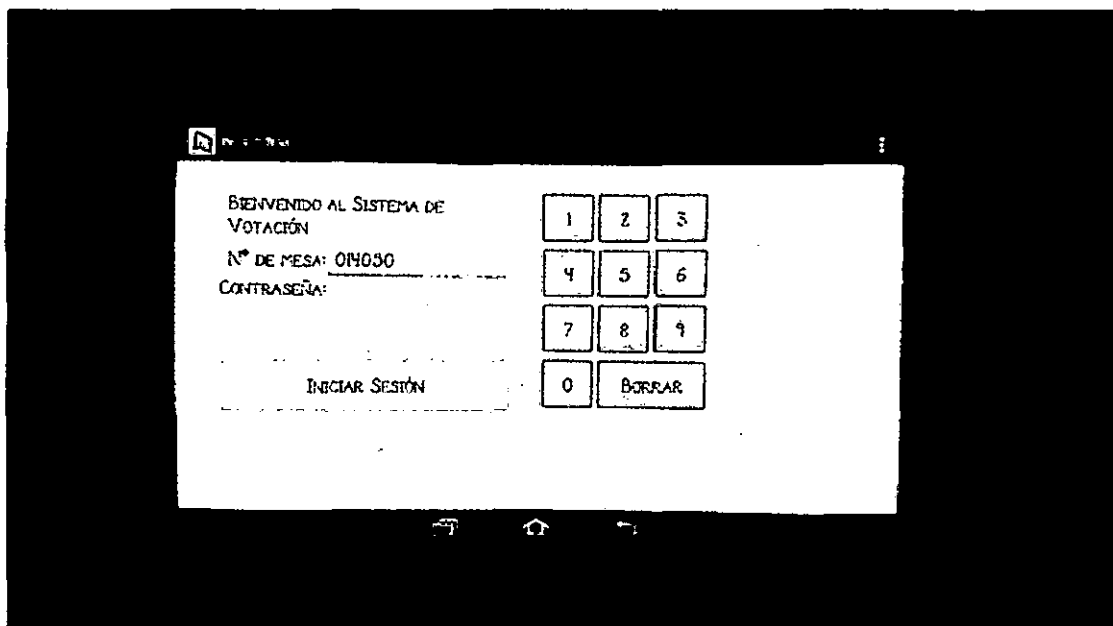 BIENVENIDO AL SISTEMA DE
VOTACIÓN
N° DE MESA: 014030
CONTRASEÑA:
INICIAR SESIÓN
1 2 3
4 5 6
7 8 9
0 BORRAR